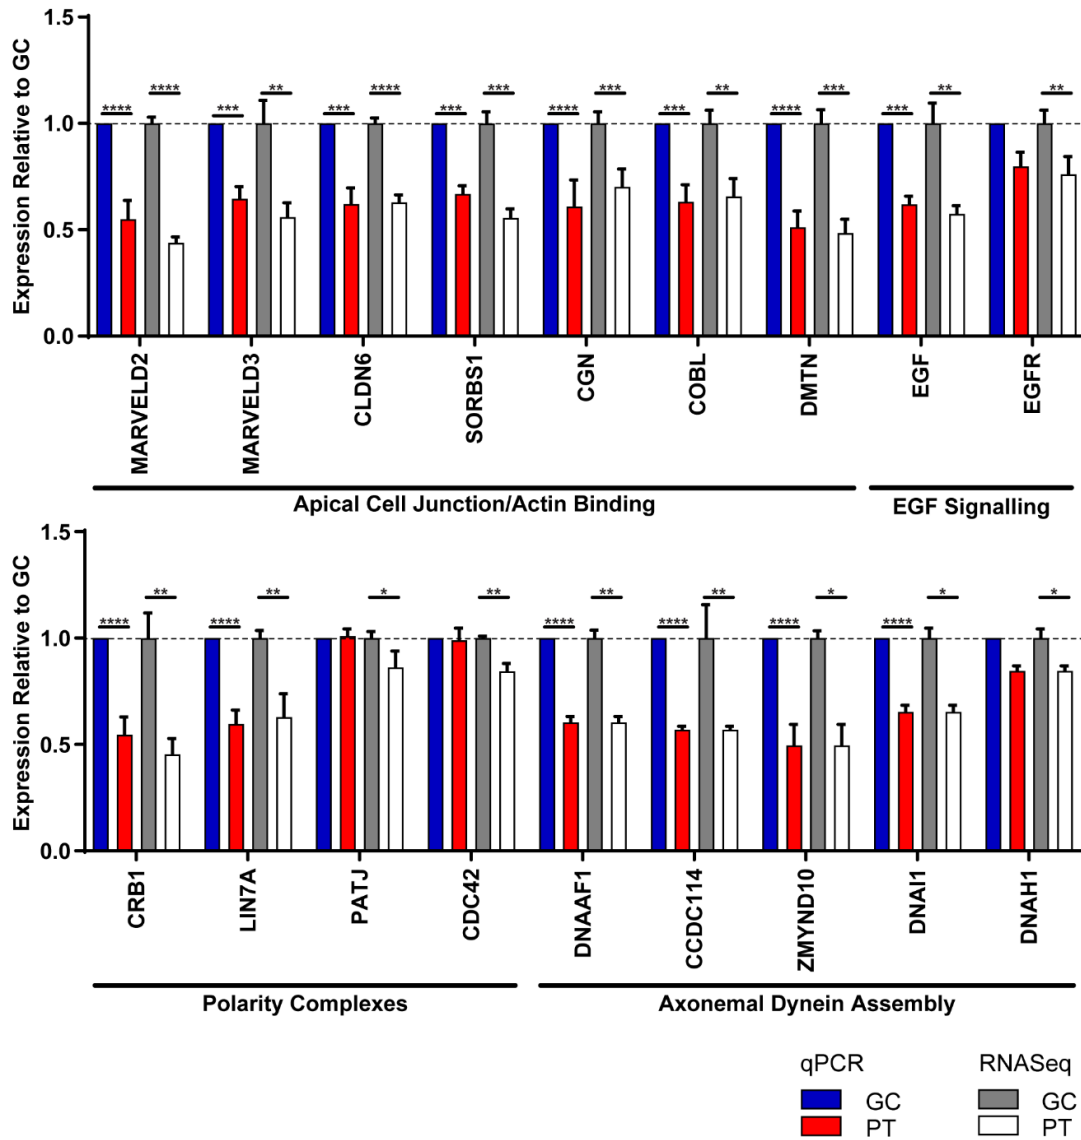 Expression Relative to GC
1.5
1.0
0.5
0.0
**** **** *** ** *** **** *** *** **** *** *** ** **** *** *** ** **
MARVELD2
MARVELD3
CLDN6
SORBS1
CGN
COBL
DMTN
EGF
EGFR
Apical Cell Junction/Actin Binding
EGF Signalling
Expression Relative to GC
1.5
1.0
0.5
0.0
**** ** **** ** * ** **** ** **** ** **** * **** * *
CRB1
LIN7A
PATJ
CDC42
DNAAF1
CCDC114
ZMYND10
DNAI1
DNAH1
Polarity Complexes
Axonemal Dynein Assembly
qPCR
GC
PT
RNASeq
GC
PT